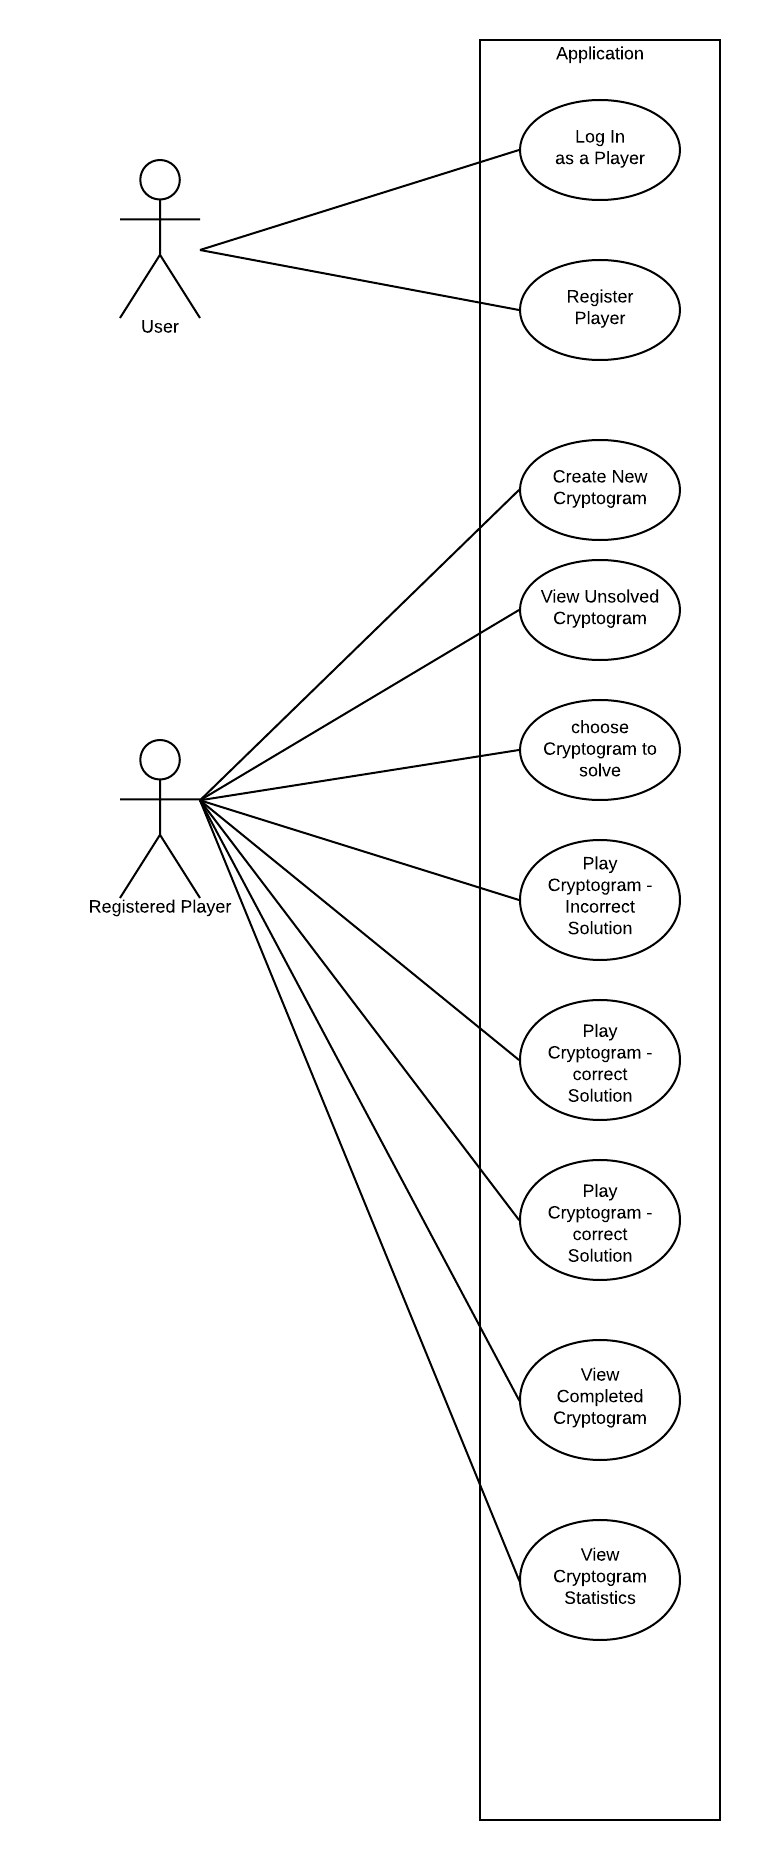 Application
Log In
as a Player
User
Register
Player
Create New
Cryptogram
View Unsolved
Cryptogram
choose
Cryptogram to
solve
Registered Player
Play
Cryptogram -
Incorrect
Solution
Play
Cryptogram -
correct
Solution
Play
Cryptogram -
correct
Solution
View
Completed
Cryptogram
View
Cryptogram
Statistics